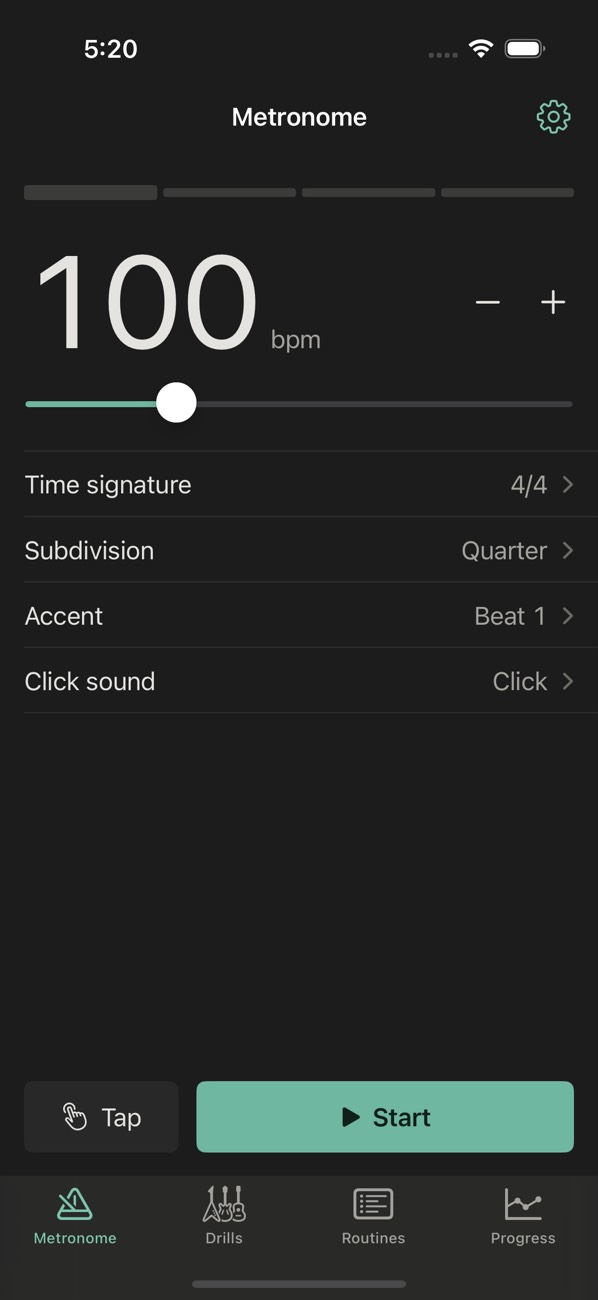 5:20
Metronome
100 bpm
Time signature 4/4
Subdivision Quarter
Accent Beat 1
Click sound Click
Tap Start
Metronome Drills Routines Progress